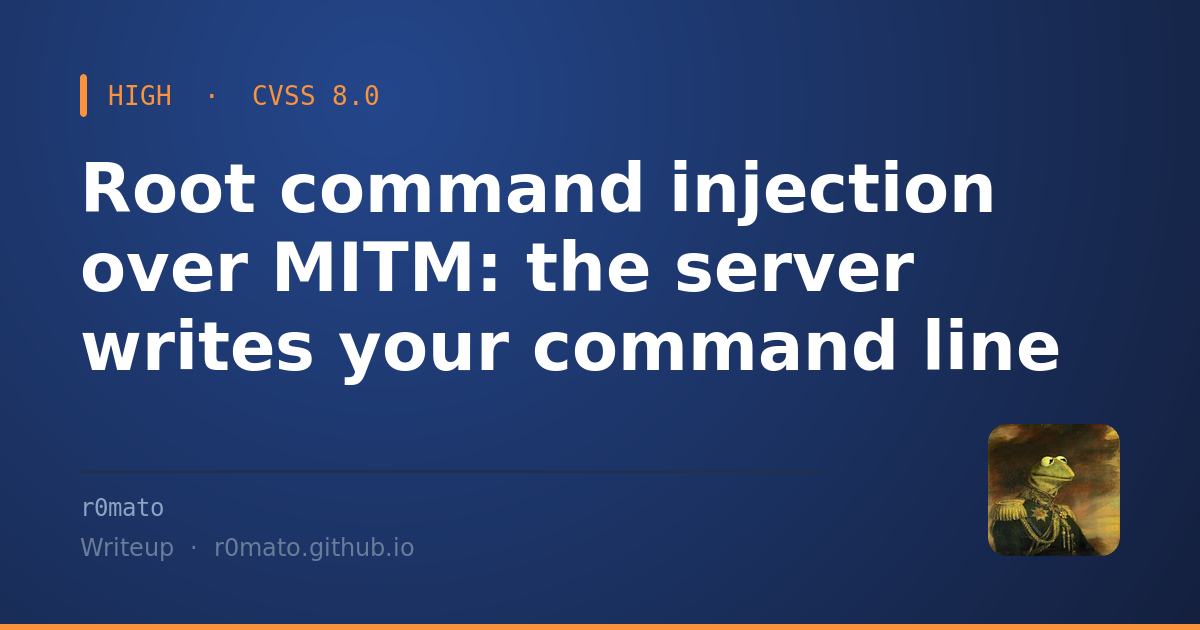 HIGH · CVSS 8.0
Root command injection
over MITM: the server
writes your command line
r0mato
Writeup · r0mato.github.io